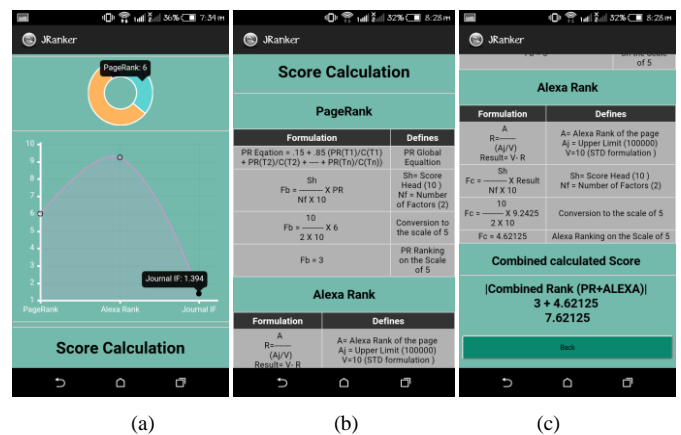 36% 7:34 म
JRanker
PageRank: 6
10
9
8
7
6
5
4
3
2
1
Journal IF: 1.394
PageRank Alexa Rank Journal IF
Score Calculation
(a)
32% 8:28 म
JRanker
Score Calculation
PageRank
Formulation Defines
PR Eqation = .15 + .85 (PR(T1)/C(T1) + PR(T2)/C(T2) + ---- + PR(Tn)/C(Tn))
PR Global Equaltion
Sh
Fb = --------- X PR
Nf X 10
Sh= Score Head (10 )
Nf = Number of Factors (2)
10
Fb = --------- X 6
2 X 10
Conversion to the scale of 5
Fb = 3
PR Ranking on the Scale of 5
Alexa Rank
Formulation Defines
A
R=------
(Aj/V)
Result= V- R
A= Alexa Rank of the page
Aj = Upper Limit (100000)
V=10 (STD formulation )
(b)
32% 8:28 म
JRanker
on the Scale
of 5
Alexa Rank
Formulation Defines
A
R=------
(Aj/V)
Result= V- R
A= Alexa Rank of the page
Aj = Upper Limit (100000)
V=10 (STD formulation )
Sh
Fc = --------- X Result
Nf X 10
Sh= Score Head (10 )
Nf = Number of Factors (2)
10
Fc = ------- X 9.2425
2 X 10
Conversion to the scale of 5
Fc = 4.62125 Alexa Ranking on the Scale of 5
Combined calculated Score
|Combined Rank (PR+ALEXA)|
3 + 4.62125
7.62125
Back
(c)